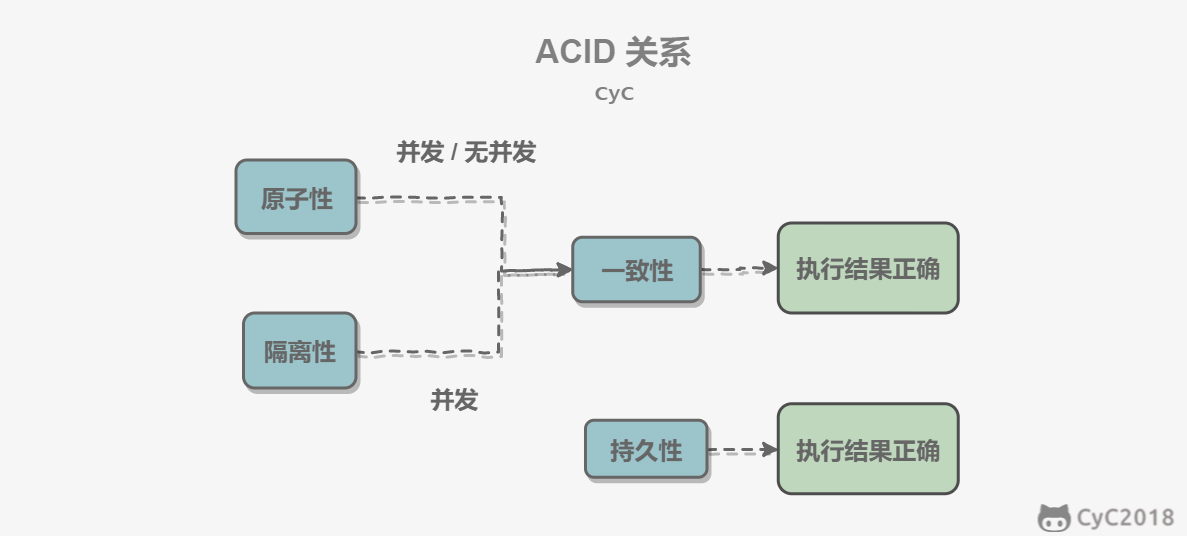 ACID 关系
CyC
并发 / 无并发
原子性
一致性
执行结果正确
隔离性
并发
持久性
执行结果正确
CyC2018